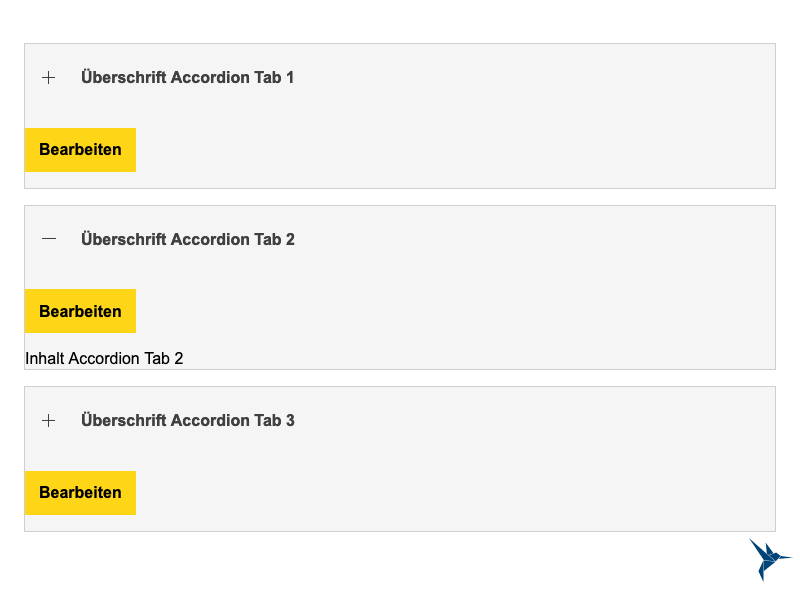 Überschrift Accordion Tab 1
Bearbeiten
Überschrift Accordion Tab 2
Bearbeiten
Inhalt Accordion Tab 2
Überschrift Accordion Tab 3
Bearbeiten